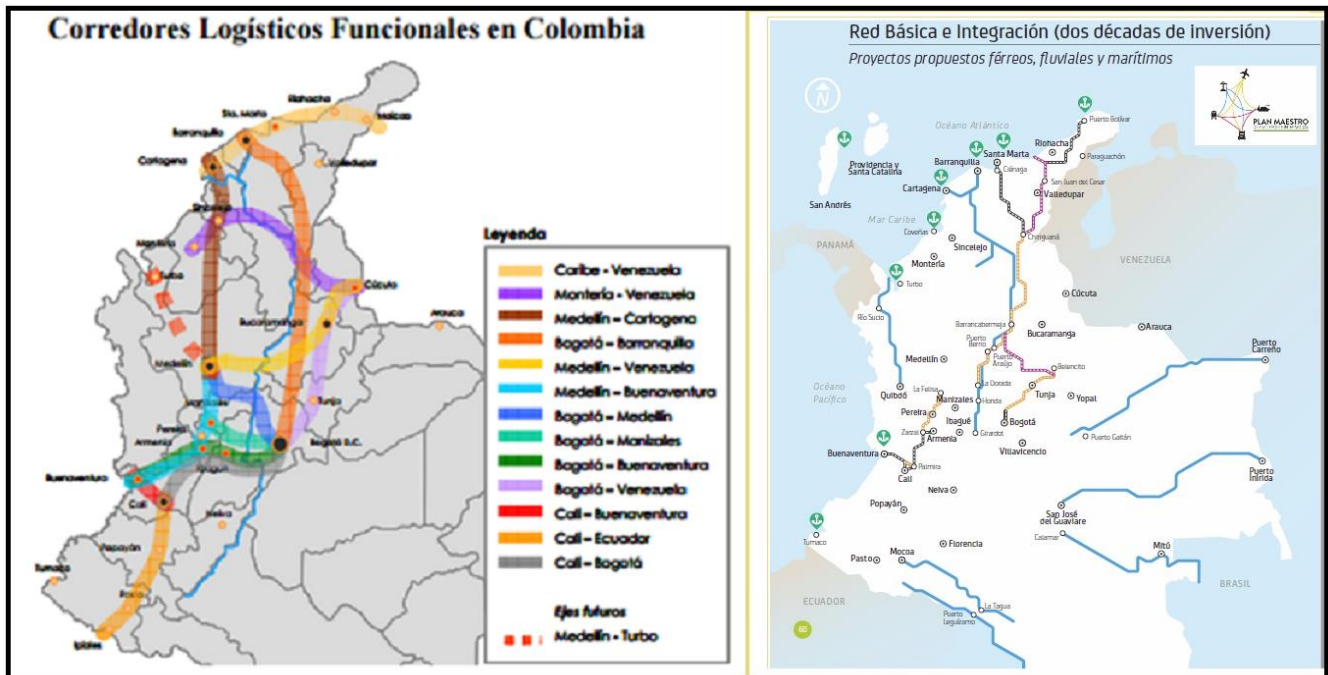 Corredores Logísticos Funcionales en Colombia
Riohacha
Sta. Marta
Maicao
Barranquilla
Cartagena
Valledupar
Sincelejo
Montería
Turbo
Cúcuta
Bucaramanga
Arauca
Medellín
Tunja
Manizales
Pereira
Armenia
Bogotá D.C.
Ibagué
Buenaventura
Cali
Neiva
Popayán
Tumaco
Pasto
Ipiales
Leyenda
Caribe - Venezuela
Montería - Venezuela
Medellín - Cartagena
Bogotá - Barranquilla
Medellín - Venezuela
Medellín - Buenaventura
Bogotá - Medellín
Bogotá - Manizales
Bogotá - Buenaventura
Bogotá - Venezuela
Cali - Buenaventura
Cali - Ecuador
Cali - Bogotá
Ejes futuros
Medellín - Turbo
Red Básica e Integración (dos décadas de inversión)
Proyectos propuestos férreos, fluviales y marítimos
PLAN MAESTRO
N
Océano Atlántico
Puerto Bolívar
Riohacha
Paraguachón
Santa Marta
Ciénaga
Barranquilla
Providencia y
Santa Catalina
San Andrés
Cartagena
San Juan del Cesar
Valledupar
Mar Caribe
Coveñas
Sincelejo
Chiriguaná
PANAMÁ
Montería
VENEZUELA
Turbo
Cúcuta
Río Sucio
Barrancabermeja
Bucaramanga
Arauca
Puerto
Carreño
Puerto
Berrío
Puerto
Araujo
Medellín
Belencito
Océano
Pacífico
La Felisa
La Dorada
Quibdó
Manizales
Honda
Tunja
Yopal
Pereira
Ibagué
Bogotá
Zarzal
Armenia
Girardot
Puerto Gaitán
Villavicencio
Buenaventura
Palmira
Cali
Puerto
Inírida
Neiva
Popayán
San José
del Guaviare
Calamar
Tumaco
Mitú
Florencia
Pasto
Mocoa
BRASIL
ECUADOR
La Tagua
Puerto
Leguízamo